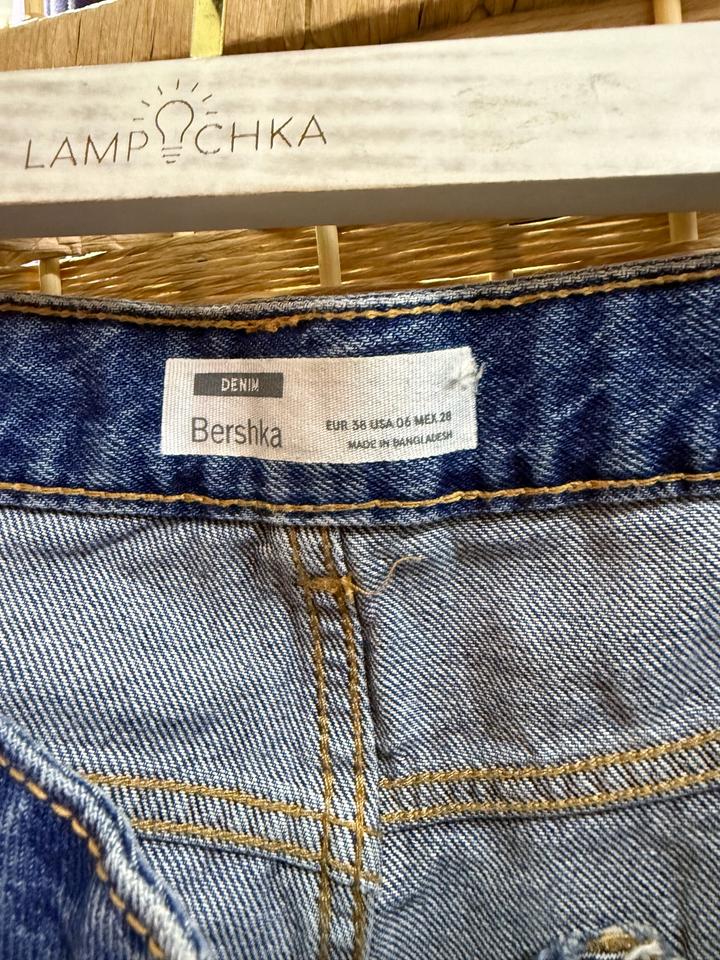 LAMPOCHKA
DENIM
Bershka
EUR 38 USA 06 MEX 28
MADE IN BANGLADESH